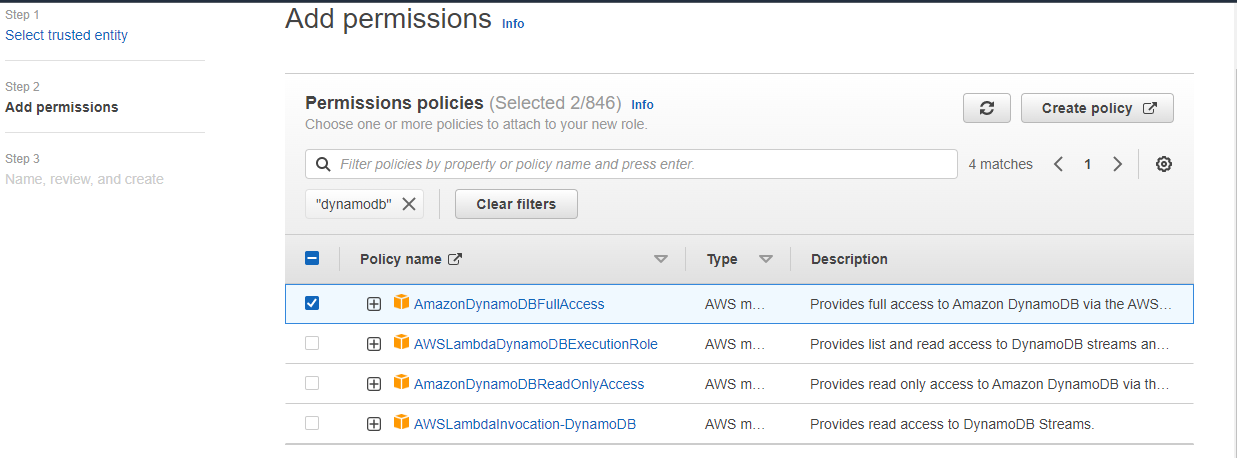 Step 1
Select trusted entity
Step 2
Add permissions
Step 3
Name, review, and create
Add permissions Info
Permissions policies (Selected 2/846) Info
Choose one or more policies to attach to your new role.
Create policy
Filter policies by property or policy name and press enter.
4 matches 1
"dynamodb"
Clear filters
Policy name Type Description
AmazonDynamoDBFullAccess AWS m... Provides full access to Amazon DynamoDB via the AWS...
AWSLambdaDynamoDBExecutionRole AWS m... Provides list and read access to DynamoDB streams an...
AmazonDynamoDBReadOnlyAccess AWS m... Provides read only access to Amazon DynamoDB via th...
AWSLambdaInvocation-DynamoDB AWS m... Provides read access to DynamoDB Streams.